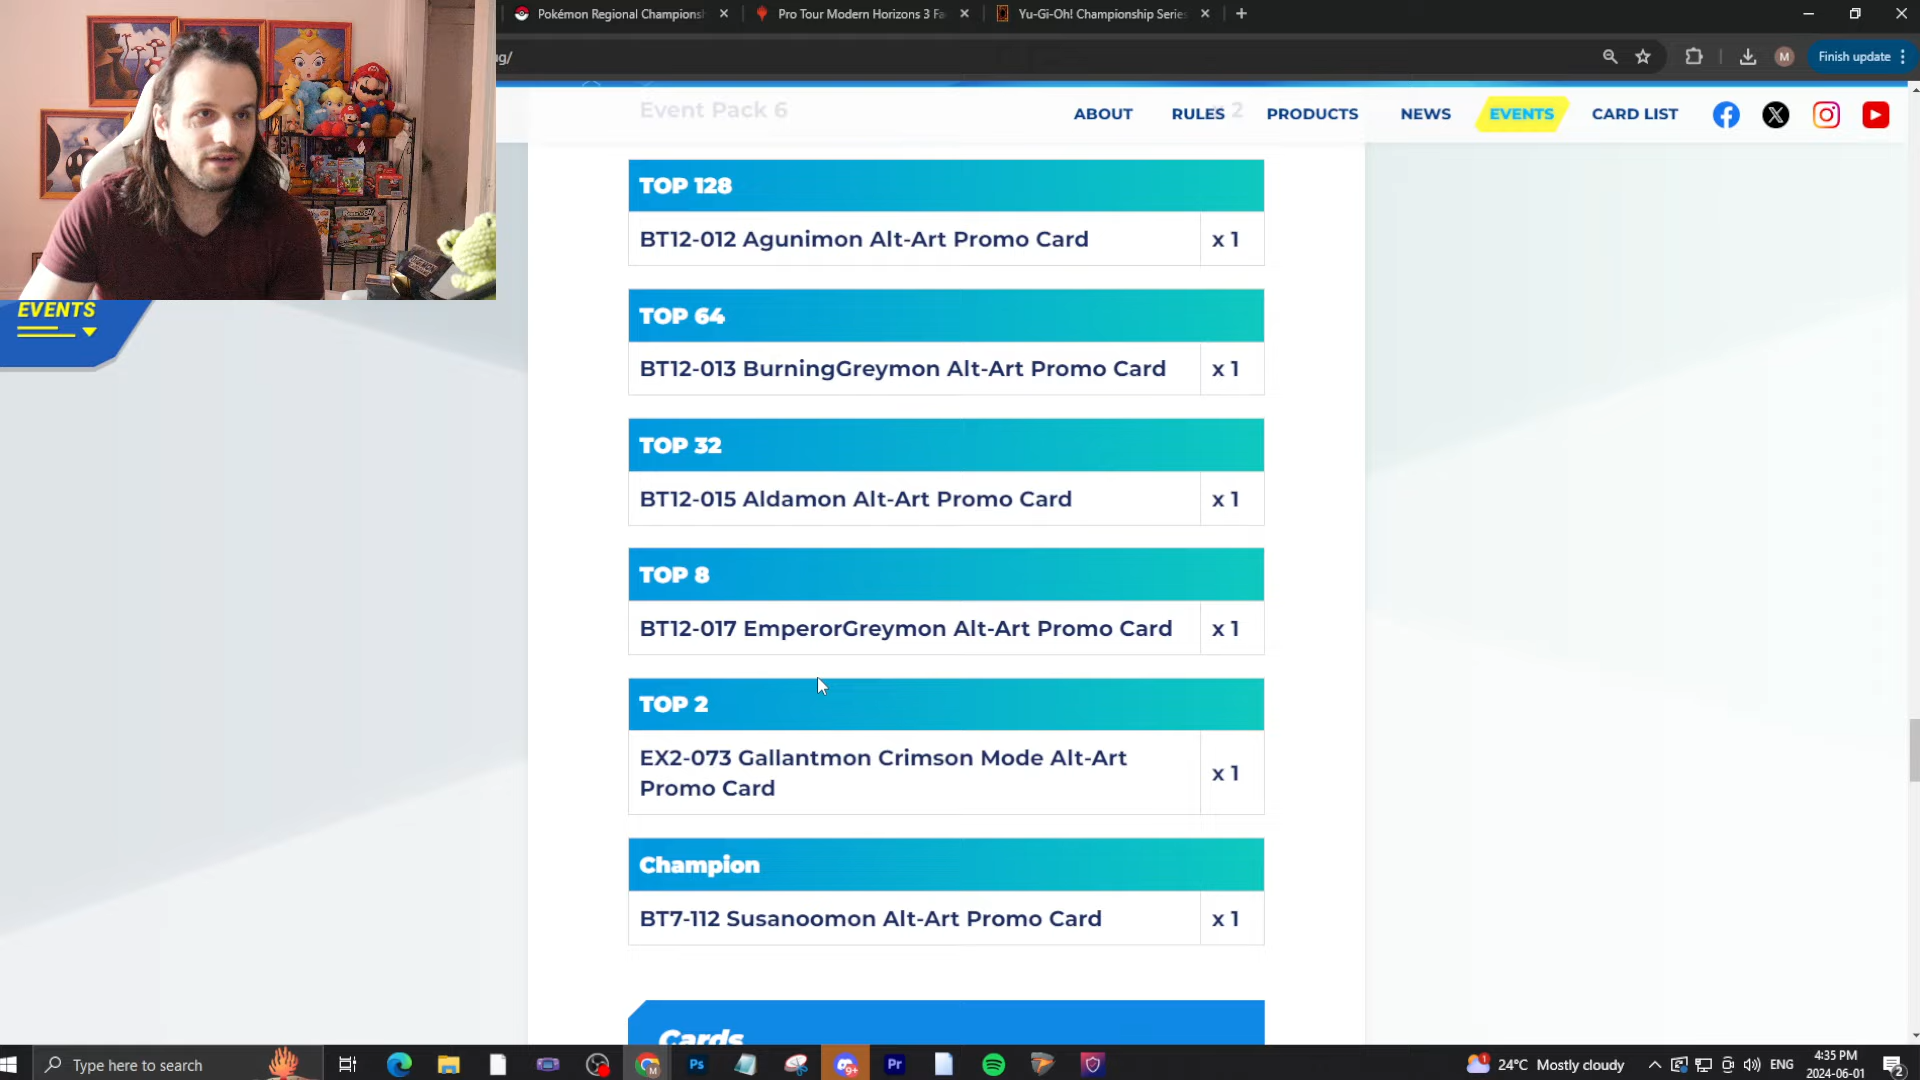 Pokémon Regional Championsh
Pro Tour Modern Horizons 3 Fa
Yu-Gi-Oh! Championship Series
ug/
Finish update
M
Event Pack 6
2
ABOUT
RULES
PRODUCTS
NEWS
EVENTS
CARD LIST
EVENTS
TOP 128
BT12-012 Agunimon Alt-Art Promo Card x 1
TOP 64
BT12-013 BurningGreymon Alt-Art Promo Card x 1
TOP 32
BT12-015 Aldamon Alt-Art Promo Card x 1
TOP 8
BT12-017 EmperorGreymon Alt-Art Promo Card x 1
TOP 2
EX2-073 Gallantmon Crimson Mode Alt-Art
Promo Card x 1
Champion
BT7-112 Susanoomon Alt-Art Promo Card x 1
Cards
Type here to search
24°C Mostly cloudy
ENG
4:35 PM
2024-06-01